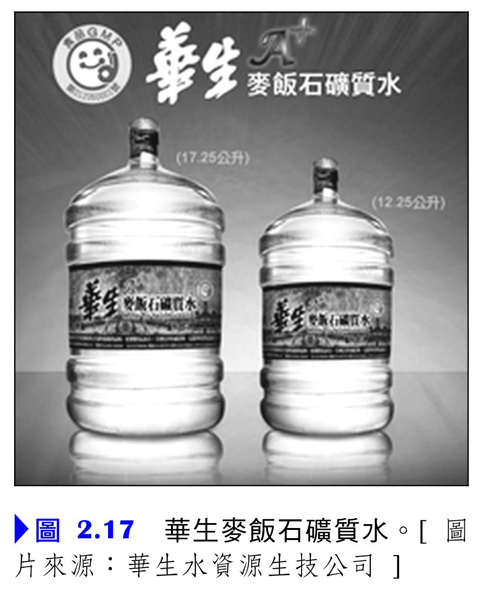 食品GMP
華生 A+
麥飯石礦質水
(17.25公升)
(12.25公升)
華生 麥飯石礦質水
華生 麥飯石礦質水
圖 2.17 華生麥飯石礦質水。[ 圖
片來源：華生水資源生技公司 ]